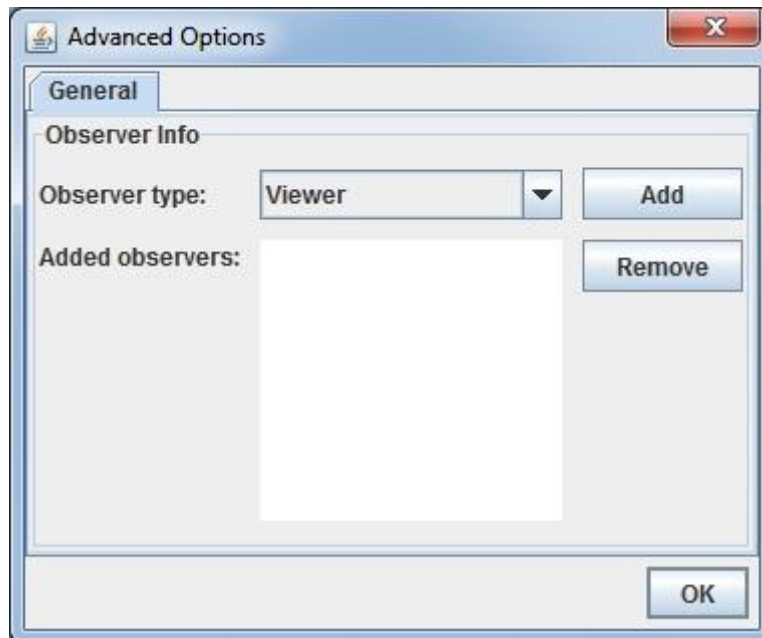 Advanced Options
General
Observer Info
Observer type: Viewer Add
Added observers: Remove
OK